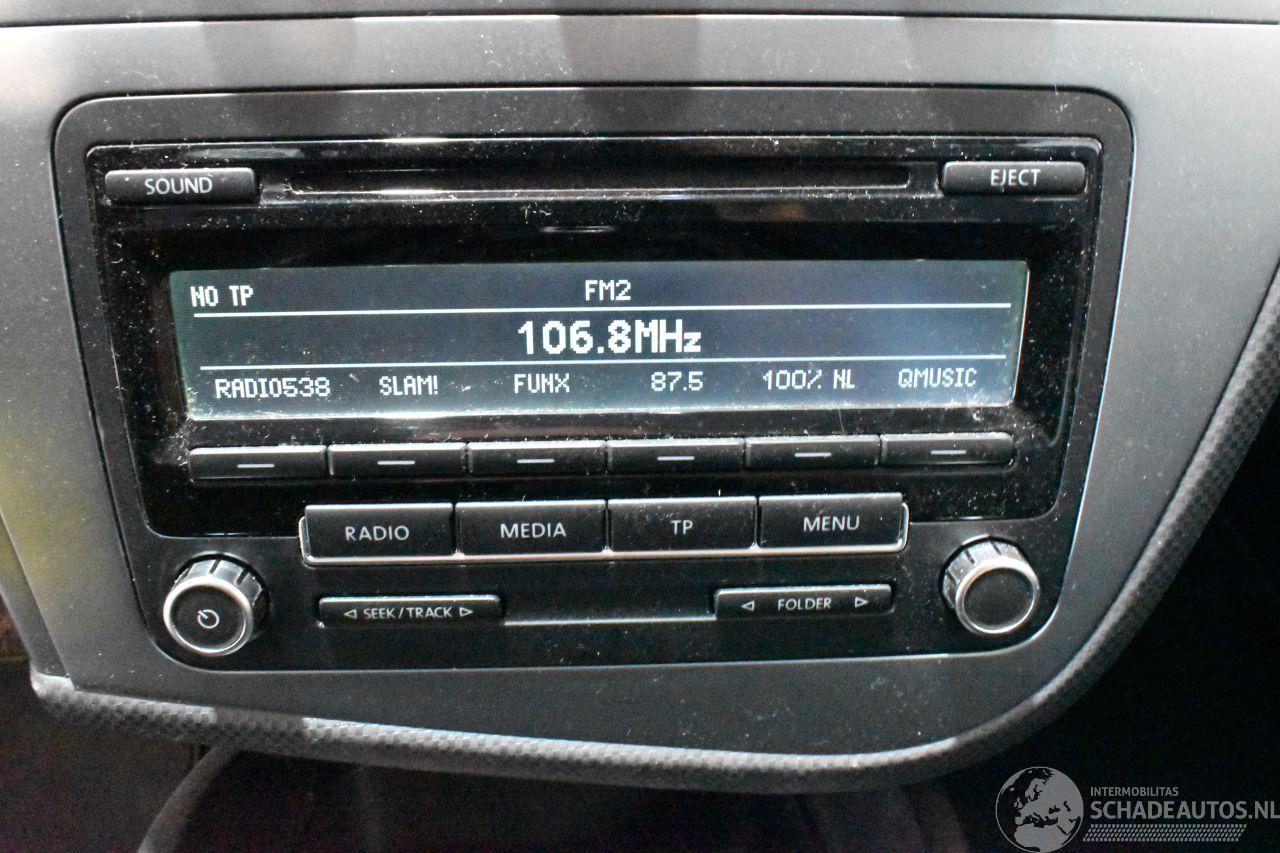 SOUND
EJECT
NO TP
FM2
106.8MHz
RADIO538 SLAM! FUNX 87.5 100% NL QMUSIC
RADIO MEDIA TP MENU
SEEK/TRACK FOLDER
INTERMOBILITAS
SCHADEAUTOS.NL